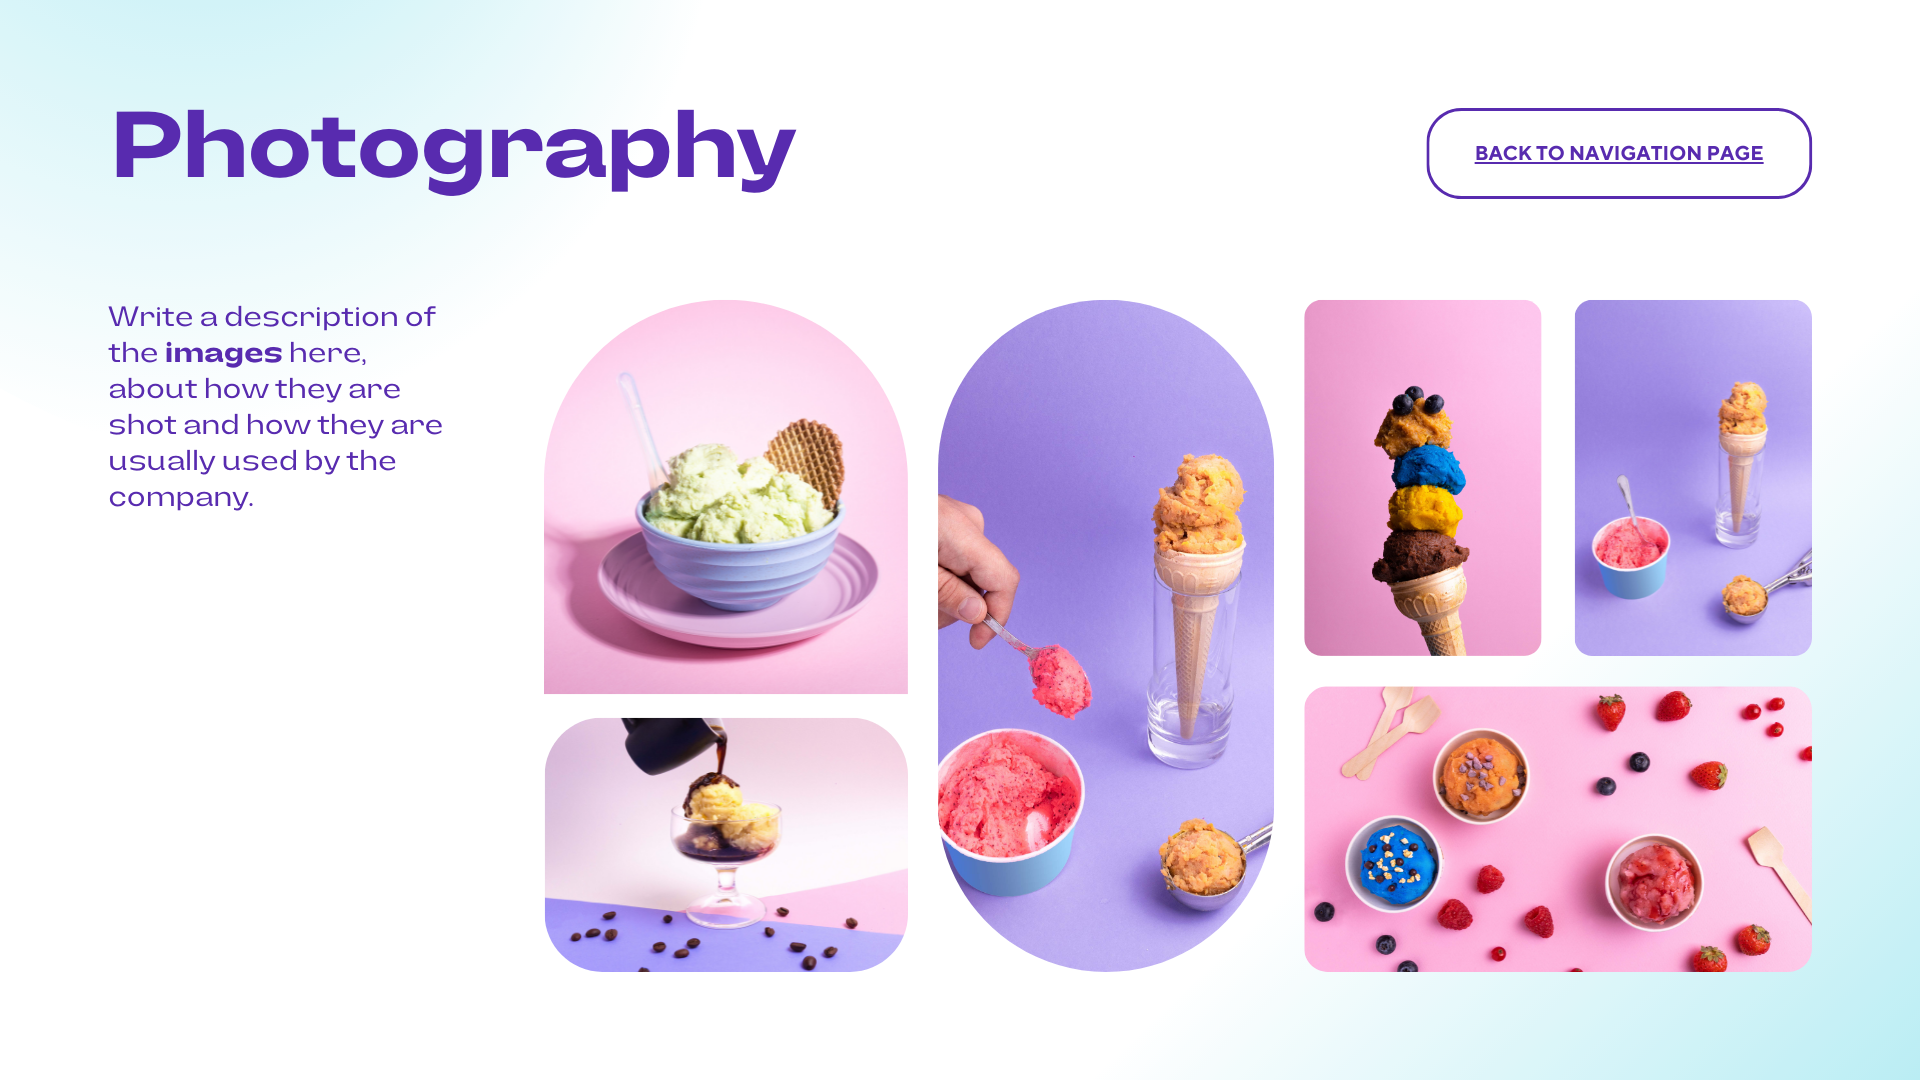 Photography
BACK TO NAVIGATION PAGE
Write a description of
the images here,
about how they are
shot and how they are
usually used by the
company.